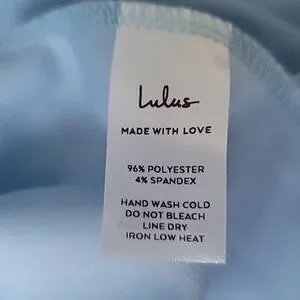 Lulus
MADE WITH LOVE
96% POLYESTER
4% SPANDEX
HAND WASH COLD
DO NOT BLEACH
LINE DRY
IRON LOW HEAT